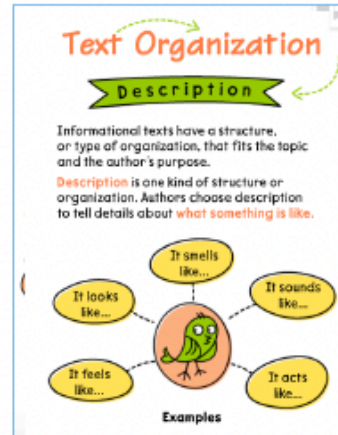 Text Organization
Description
Informational texts have a structure,
or type of organization, that fits the topic
and the author's purpose.
Description is one kind of structure or
organization. Authors choose description
to tell details about what something is like.
It smells
like...
It looks
like...
It sounds
like...
It feels
like...
It acts
like...
Examples